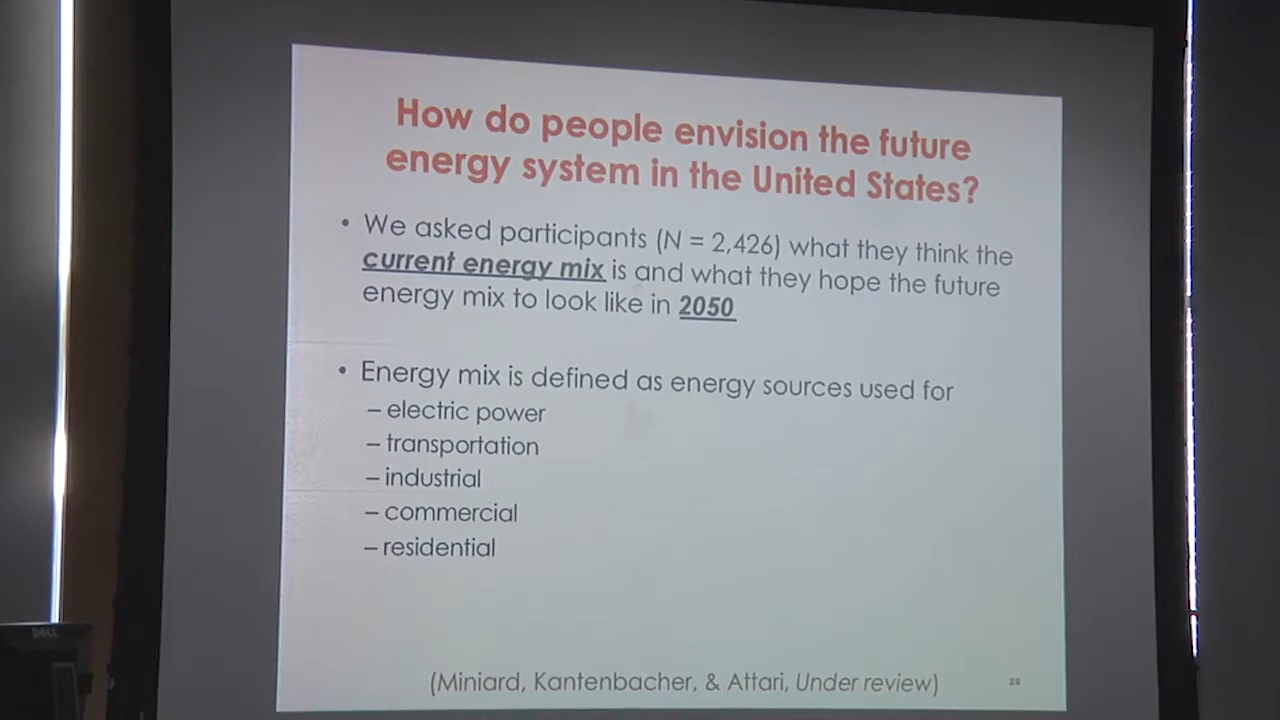 How do people envision the future
energy system in the United States?
• We asked participants (N = 2,426) what they think the
current energy mix is and what they hope the future
energy mix to look like in 2050
• Energy mix is defined as energy sources used for
– electric power
– transportation
– industrial
– commercial
– residential
(Miniard, Kantenbacher, & Attari, Under review)
25
DELL